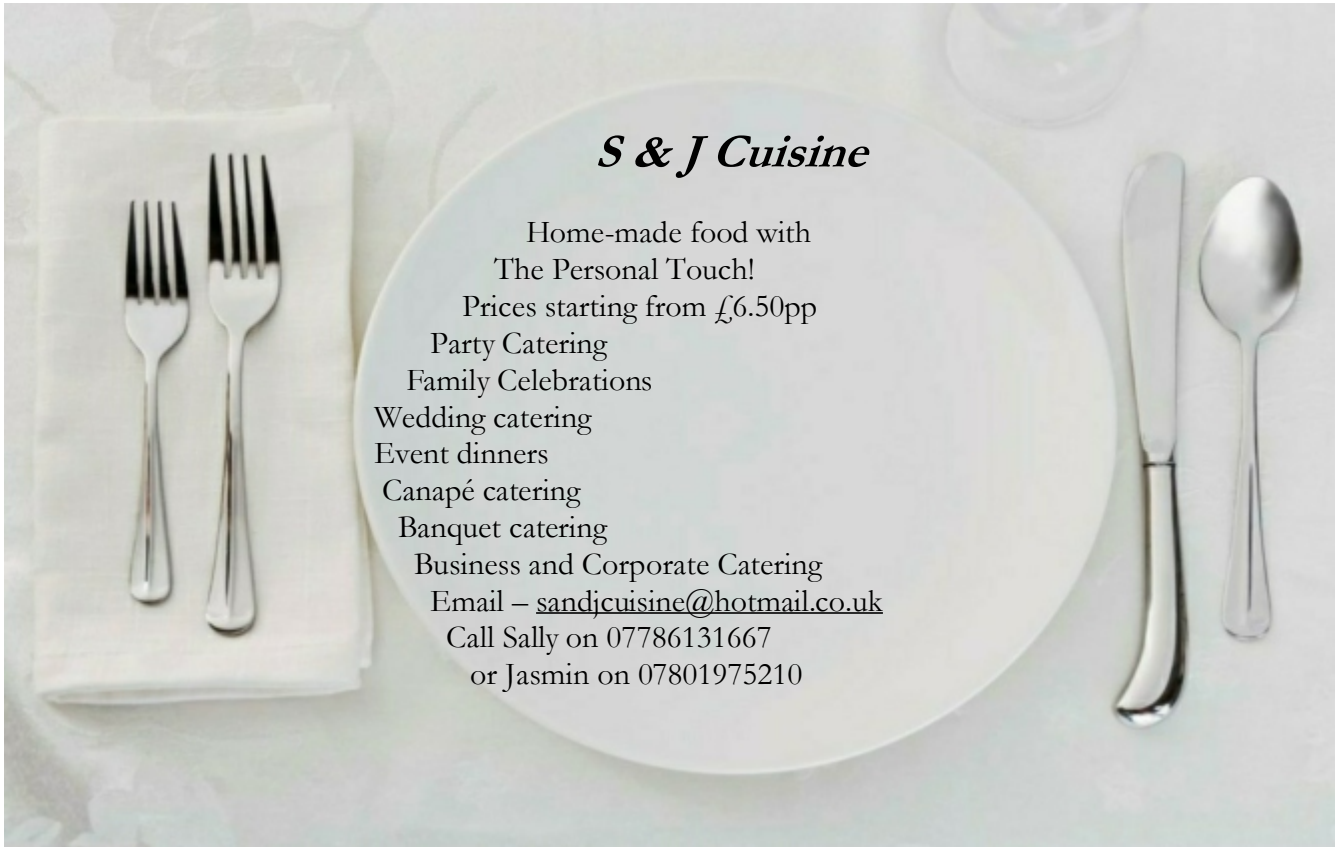 S & J Cuisine
Home-made food with
The Personal Touch!
Prices starting from £6.50pp
Party Catering
Family Celebrations
Wedding catering
Event dinners
Canapé catering
Banquet catering
Business and Corporate Catering
Email – sandjcuisine@hotmail.co.uk
Call Sally on 07786131667
or Jasmin on 07801975210